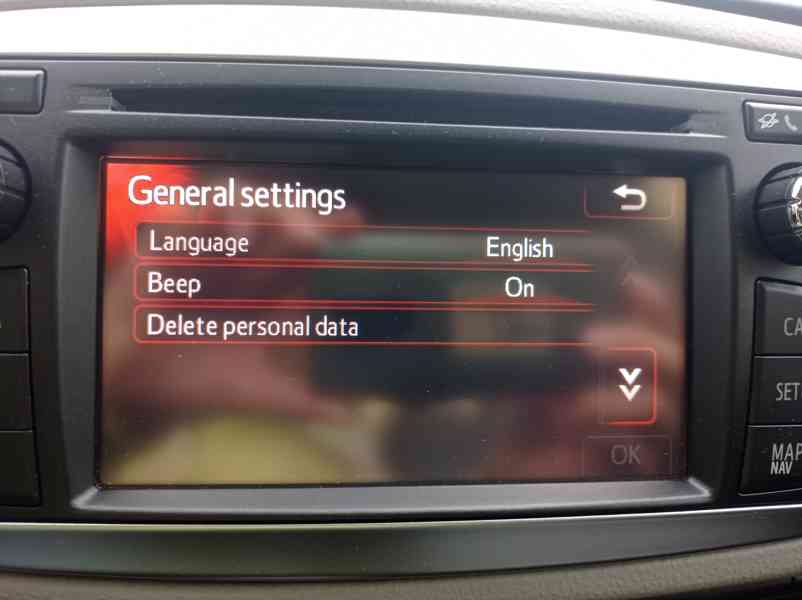 General settings
Language English
Beep On
Delete personal data
OK
SET
MAP
NAV